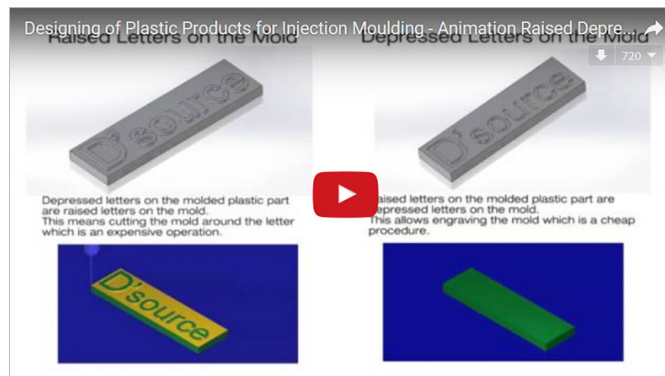 Designing of Plastic Products for Injection Moulding - Animation Raised Depre...
720
Raised Letters on the Mold
Depressed Letters on the Mold
D'source
D'source
Depressed letters on the molded plastic part
are raised letters on the mold.
This means cutting the mold around the letter
which is an expensive operation.
Raised letters on the molded plastic part are
depressed letters on the mold.
This allows engraving the mold which is a cheap
procedure.
D'source